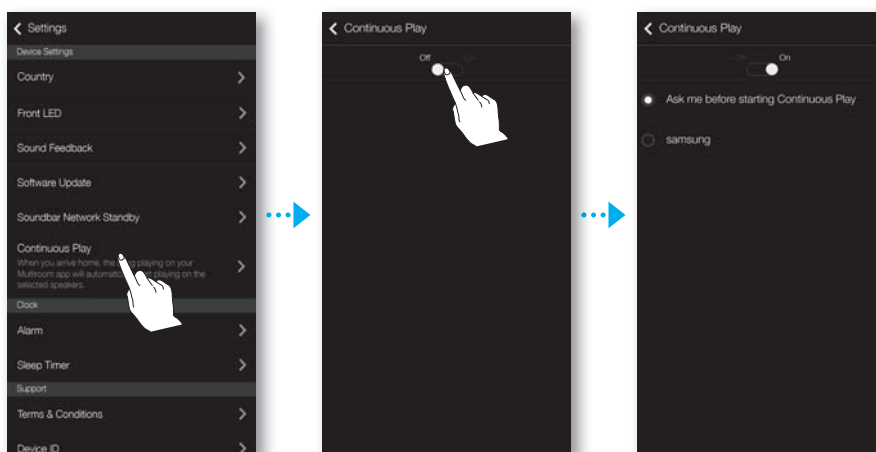 Settings
Device Settings
Country
Front LED
Sound Feedback
Software Update
Soundbar Network Standby
Continuous Play
When you arrive home, the playing on your
Multiroom app will playing on the
selected speakers.
Clock
Alarm
Sleep Timer
Support
Terms & Conditions
Device ID
Continuous Play
Off
Continuous Play
On
Ask me before starting Continuous Play
samsung